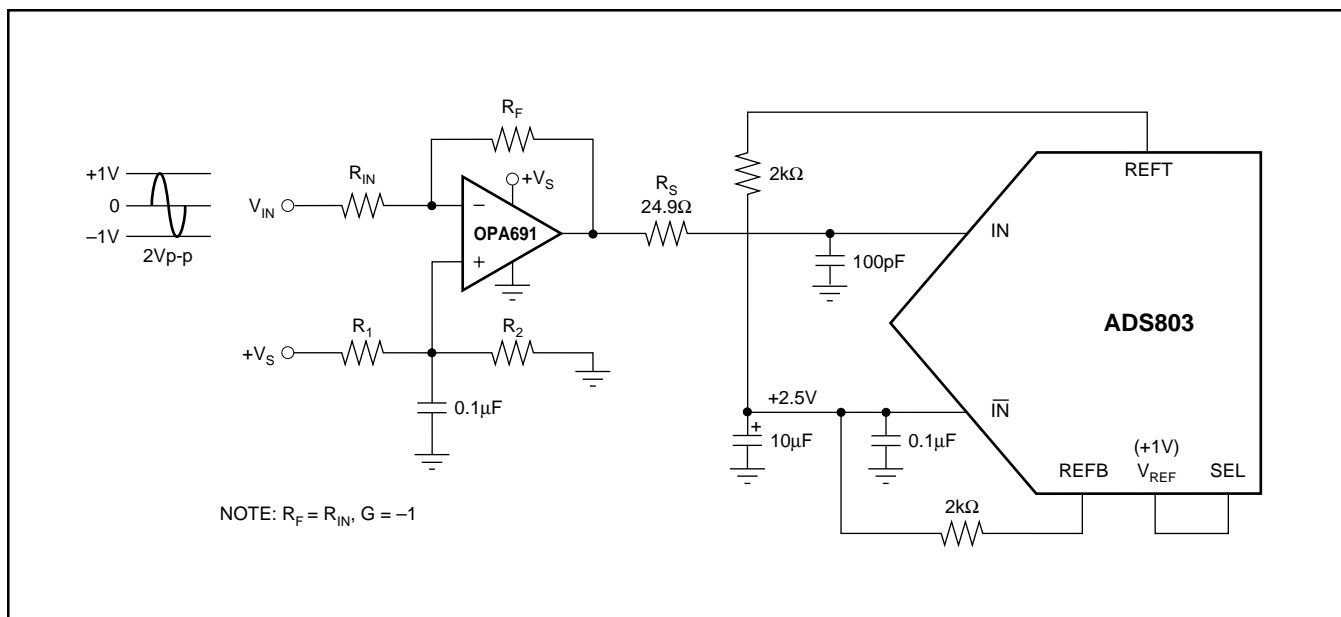 R_F
+1V
0
–1V
2Vp-p
R_IN
V_IN
+V_S
–
OPA691
+
R_S
24.9Ω
2kΩ
REFT
IN
100pF
ADS803
R_1
R_2
+V_S
0.1µF
+2.5V
+
10µF
0.1µF
I̅N̅
REFB
(+1V)
V_REF
SEL
2kΩ
NOTE: R_F = R_IN, G = –1